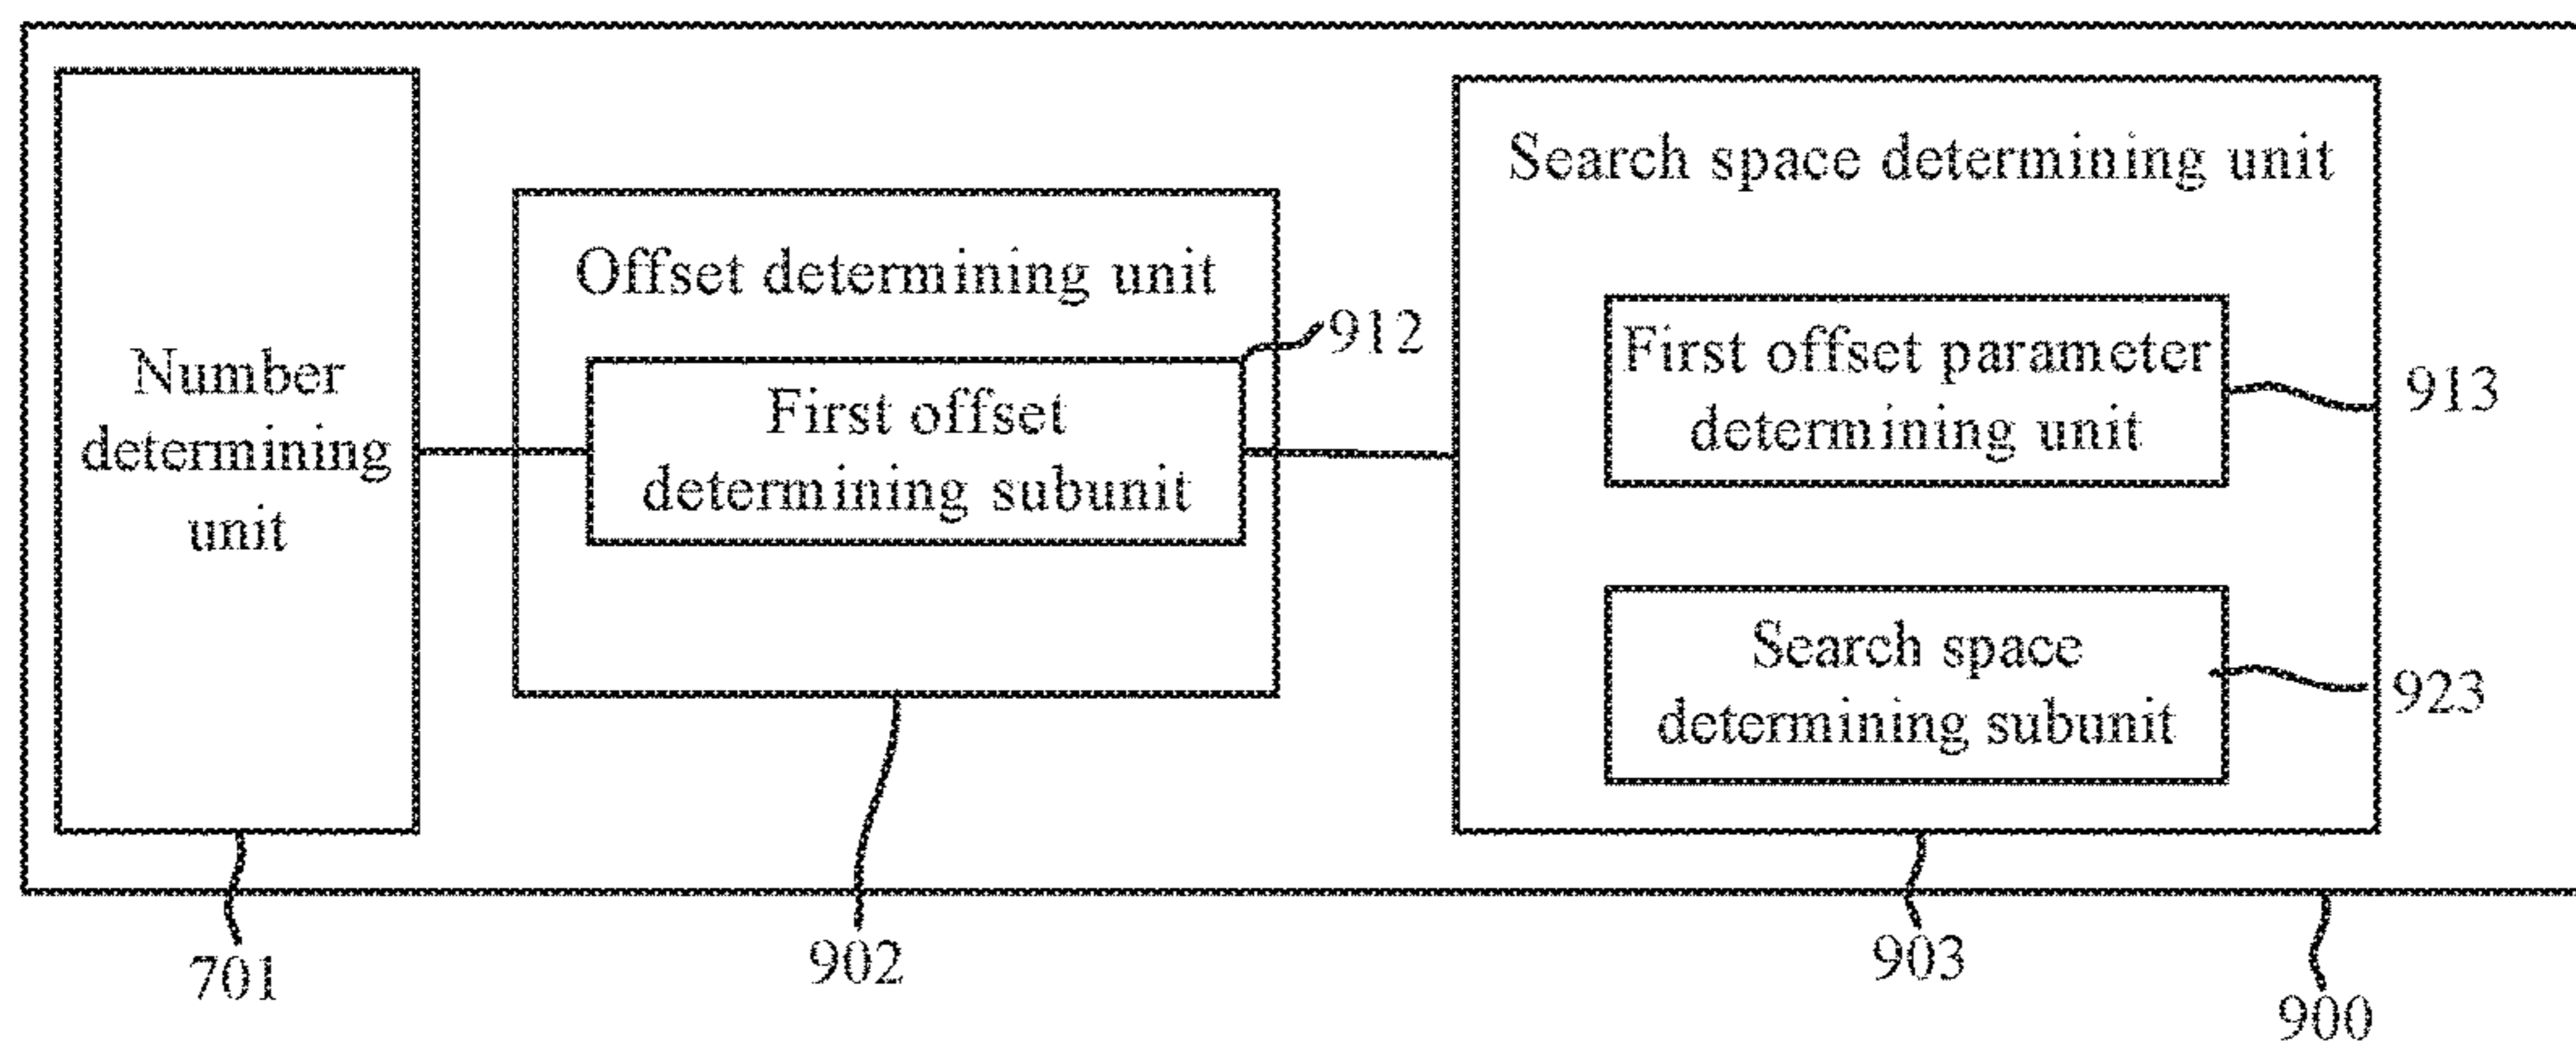 Number
determining
unit
Offset determining unit
First offset
determining subunit
912
Search space determining unit
First offset parameter
determining unit
913
Search space
determining subunit
923
701
902
903
900